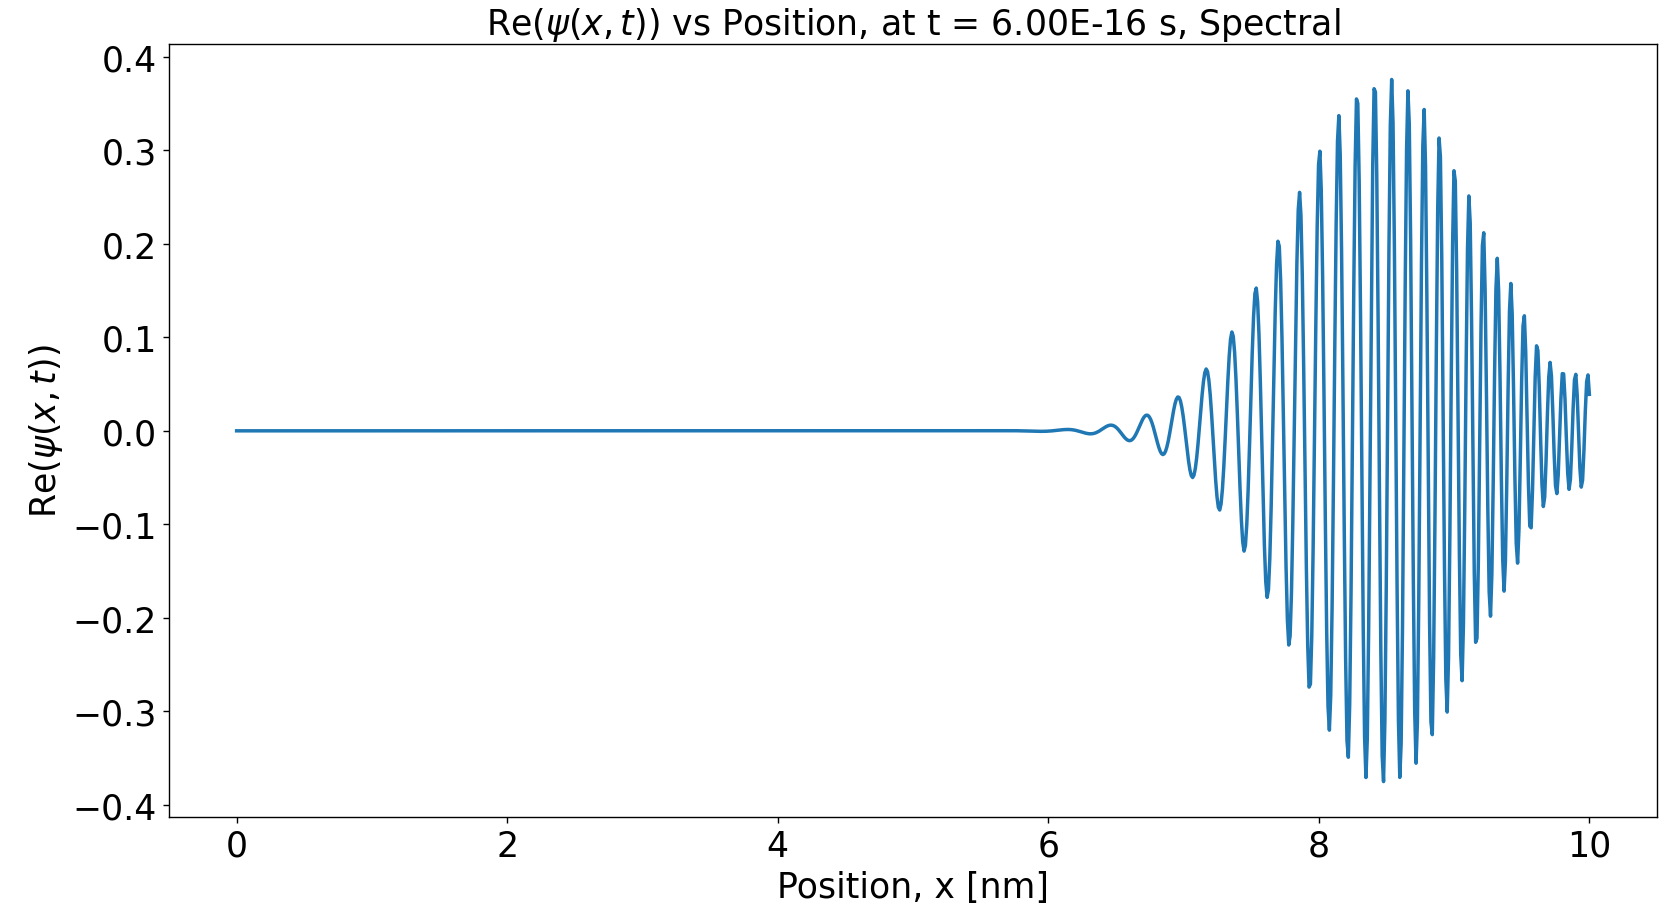 Re(ψ(x, t)) vs Position, at t = 6.00E-16 s, Spectral
Re(ψ(x, t))
0.4
0.3
0.2
0.1
0.0
−0.1
−0.2
−0.3
−0.4
0 2 4 6 8 10
Position, x [nm]